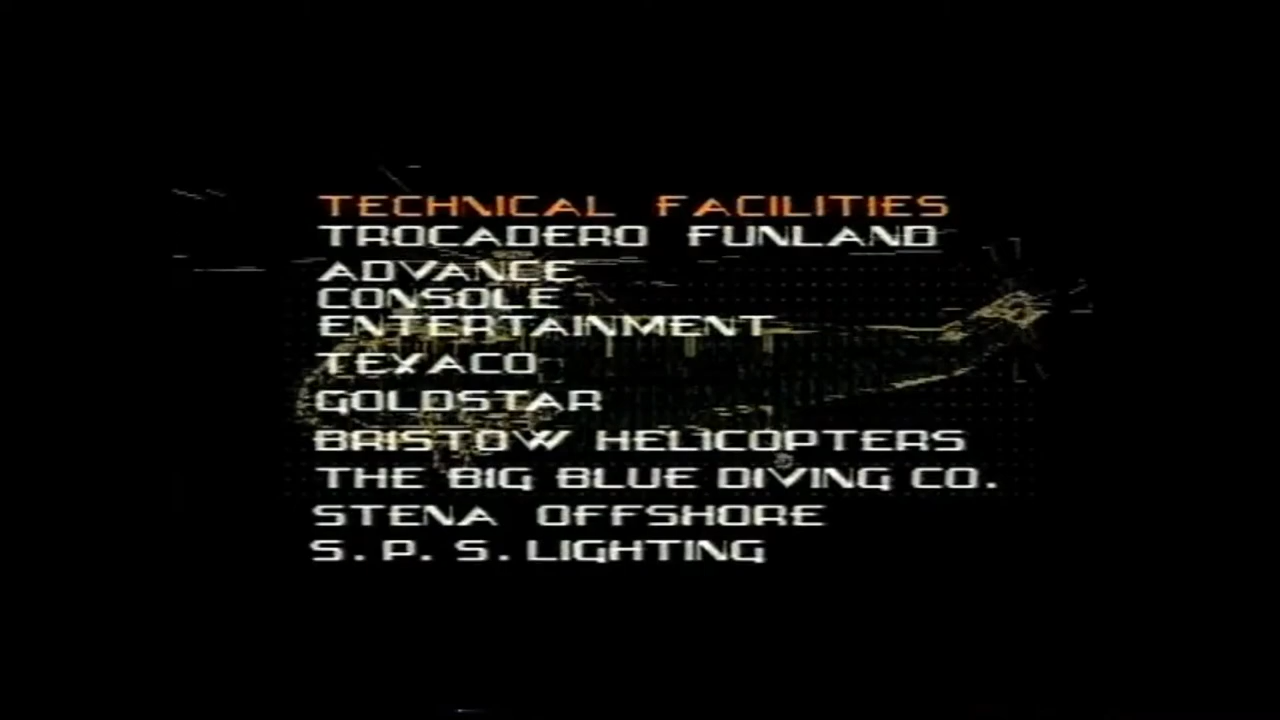 TECHNICAL FACILITIES
TROCADERO FUNLAND
ADVANCE
CONSOLE
ENTERTAINMENT
TEXACO
GOLDSTAR
BRISTOW HELICOPTERS
THE BIG BLUE DIVING CO.
STENA OFFSHORE
S.P.S.LIGHTING